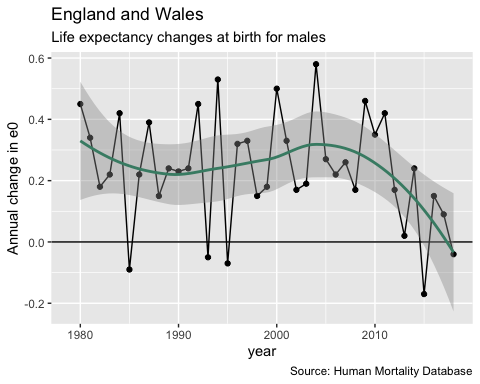 England and Wales
Life expectancy changes at birth for males
Annual change in e0
0.6
0.4
0.2
0.0
-0.2
1980
1990
2000
2010
year
Source: Human Mortality Database